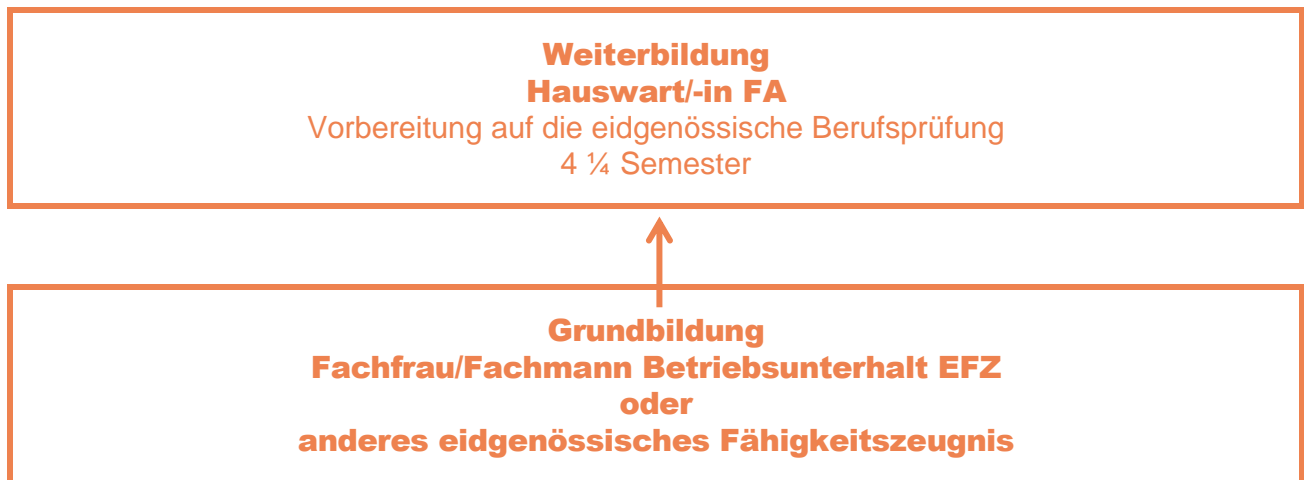 Weiterbildung
Hauswart/-in FA
Vorbereitung auf die eidgenössische Berufsprüfung
4 ¼ Semester
Grundbildung
Fachfrau/Fachmann Betriebsunterhalt EFZ
oder
anderes eidgenössisches Fähigkeitszeugnis